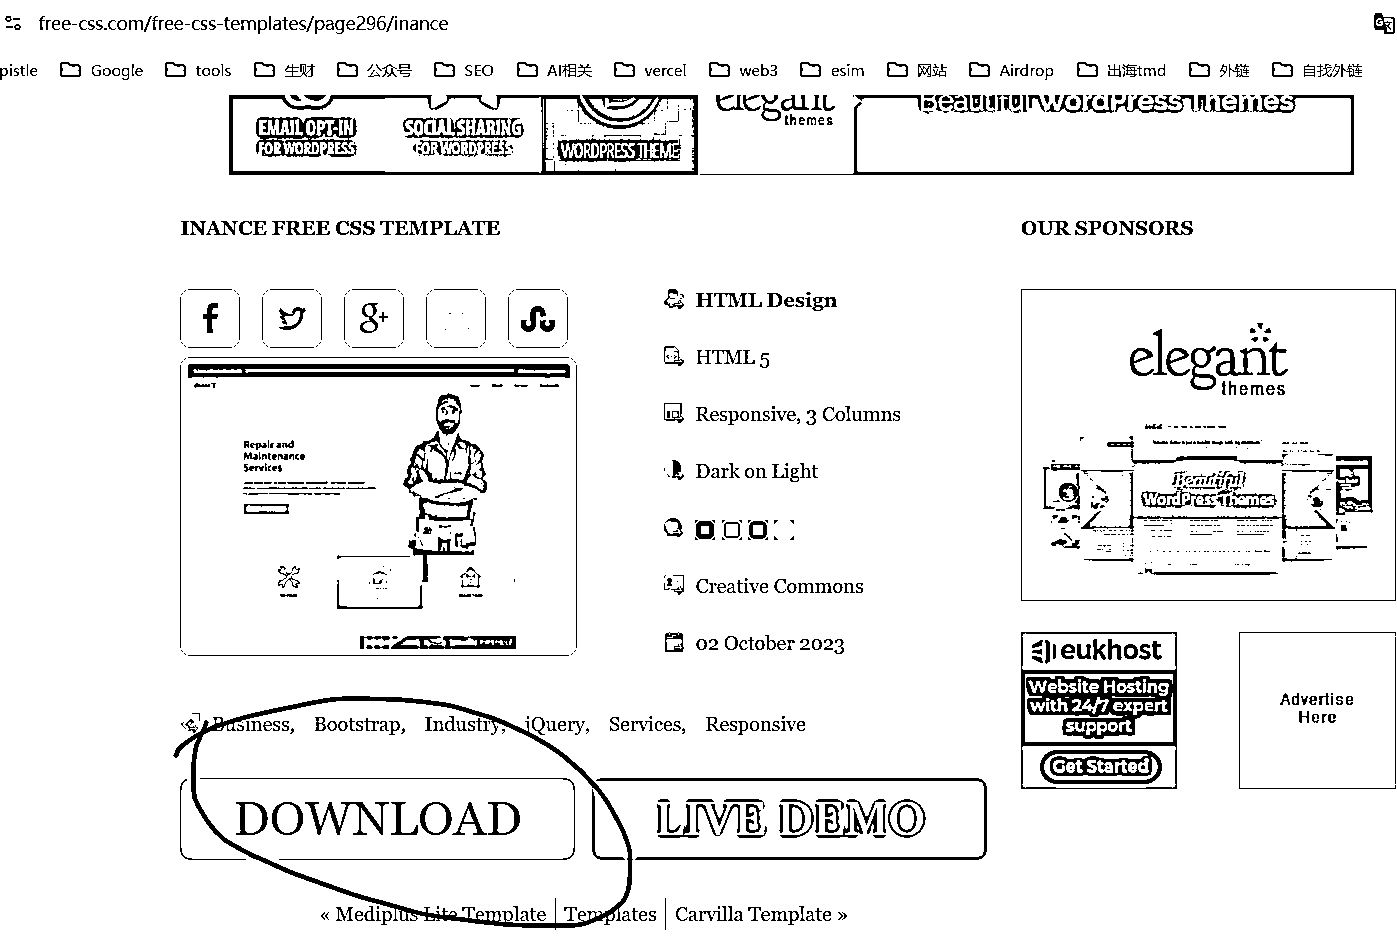 free-css.com/free-css-templates/page296/inance
pistle Google tools 生财 公众号 SEO AI相关 vercel web3 esim 网站 Airdrop 出海tmd 外链 自找外链
EMAIL OPT-IN
FOR WORDPRESS
SOCIAL SHARING
FOR WORDPRESS
WORDPRESS THEME
elegant
themes
Beautiful WordPress Themes
INANCE FREE CSS TEMPLATE
f g+
Repair and
Maintenance
Services
HTML Design
HTML 5
Responsive, 3 Columns
Dark on Light
Creative Commons
02 October 2023
Business, Bootstrap, Industry, jQuery, Services, Responsive
DOWNLOAD LIVE DEMO
« Mediplus Lite Template Templates Carvilla Template »
OUR SPONSORS
elegant
themes
Beautiful
WordPress Themes
eukhost
Website Hosting
with 24/7 expert
support
Get Started
Advertise
Here